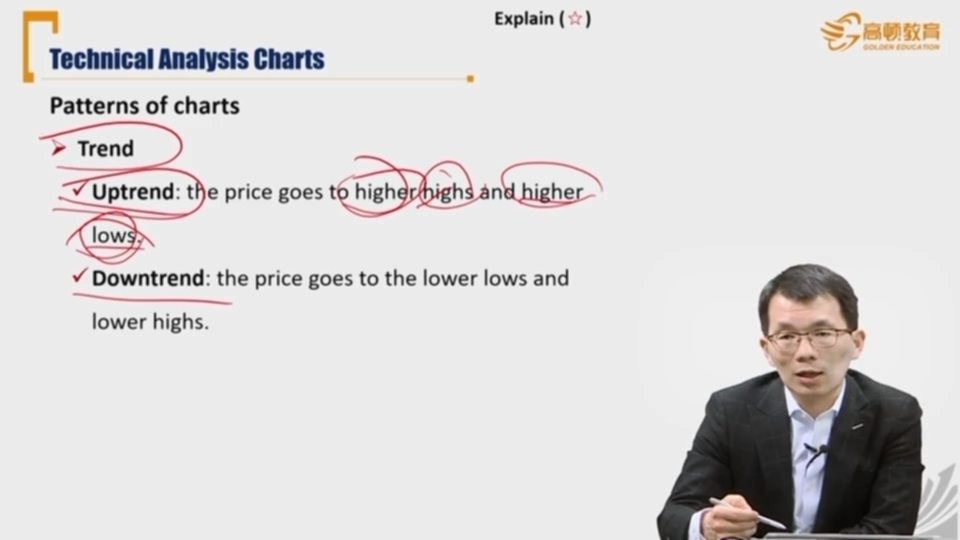 Explain (☆)
高顿教育
GOLDEN EDUCATION
Technical Analysis Charts
Patterns of charts
Trend
Uptrend: the price goes to higher highs and higher
lows.
Downtrend: the price goes to the lower lows and
lower highs.